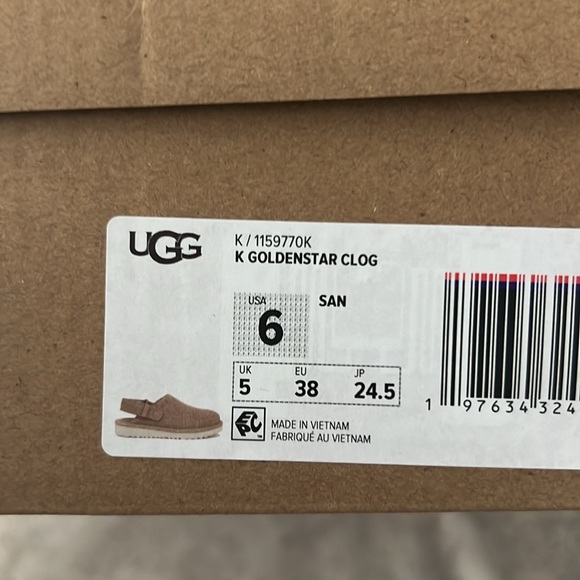 UGG
K / 1159770K
K GOLDENSTAR CLOG
USA
6
SAN
UK EU JP
5 38 24.5
1 97634 324
EPC
MADE IN VIETNAM
FABRIQUÉ AU VIETNAM